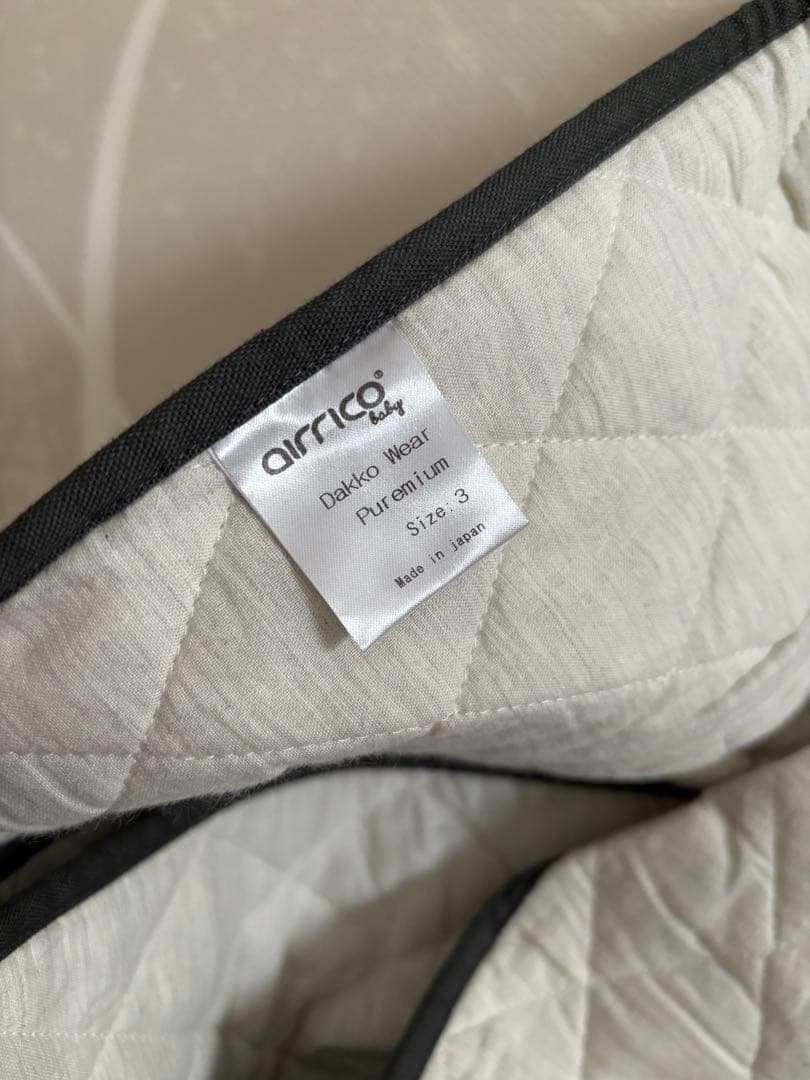 airrico®
baby
Dakko Wear
Puremium
Size:3
Made in japan